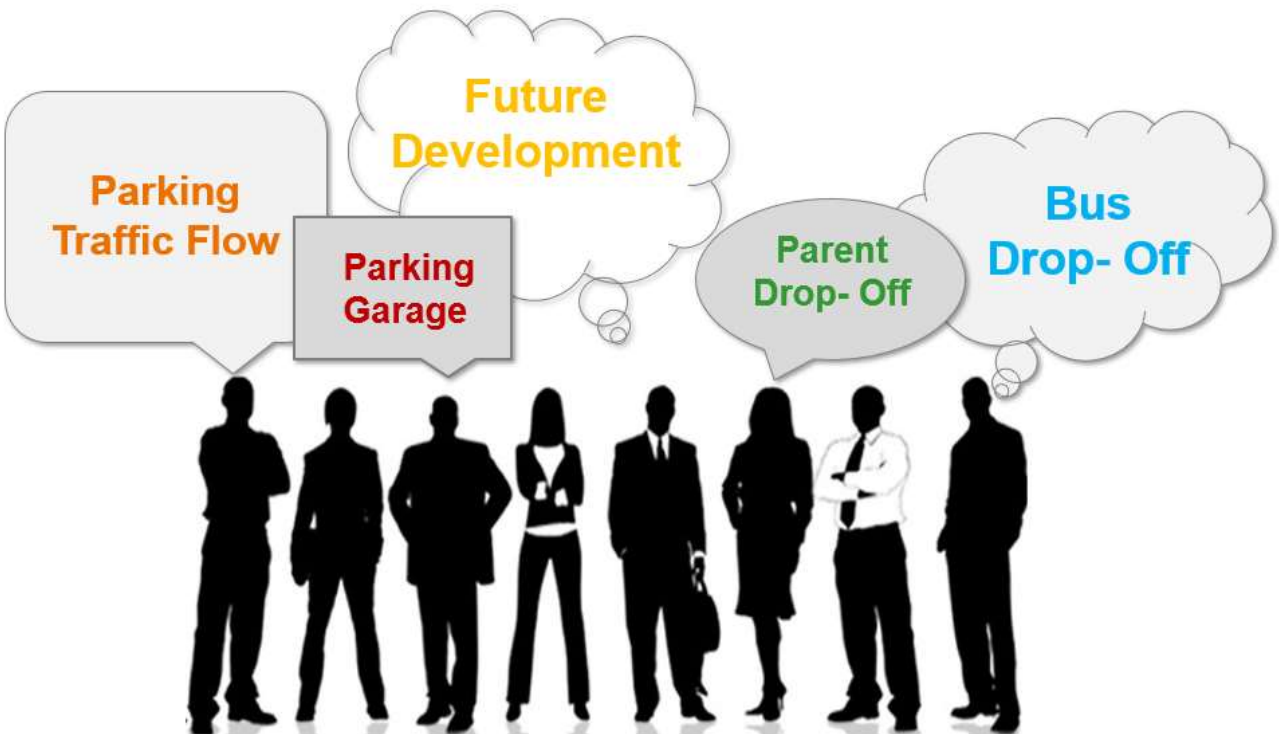 Parking
Traffic Flow
Parking
Garage
Future
Development
Parent
Drop- Off
Bus
Drop- Off